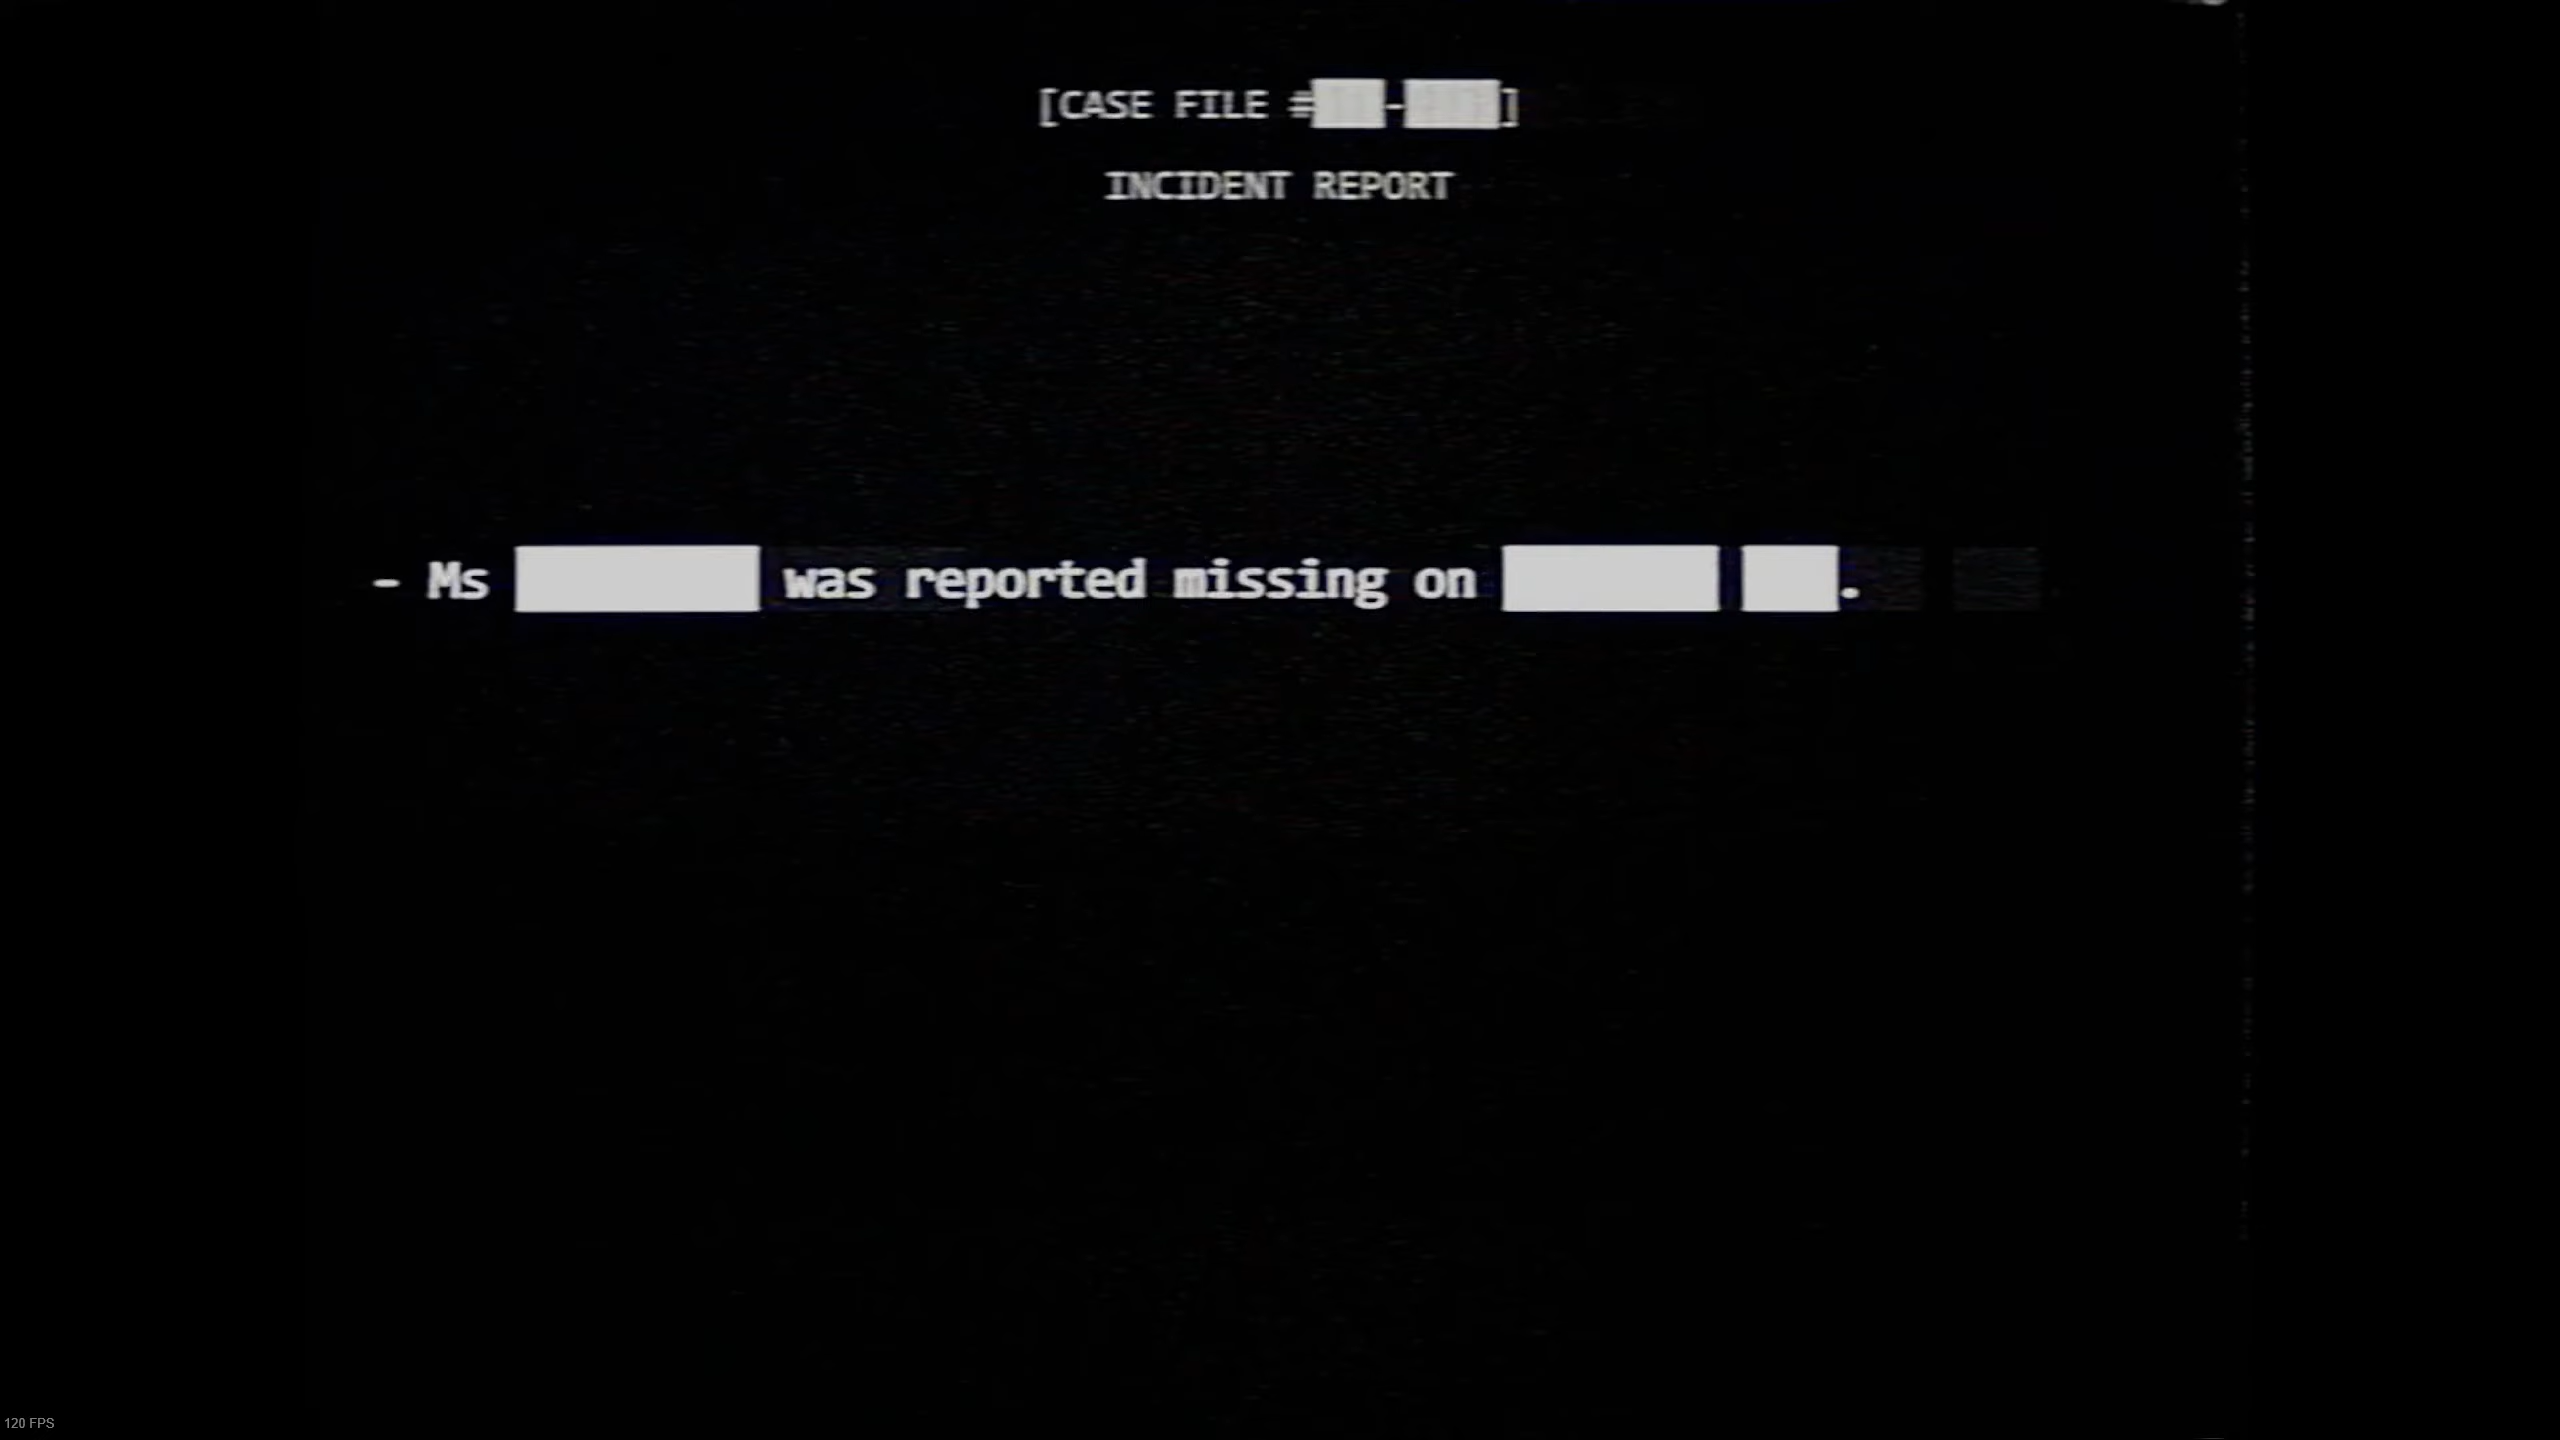 [CASE FILE #███-████]
INCIDENT REPORT
- Ms █████████ was reported missing on ████████ ████.
120 FPS